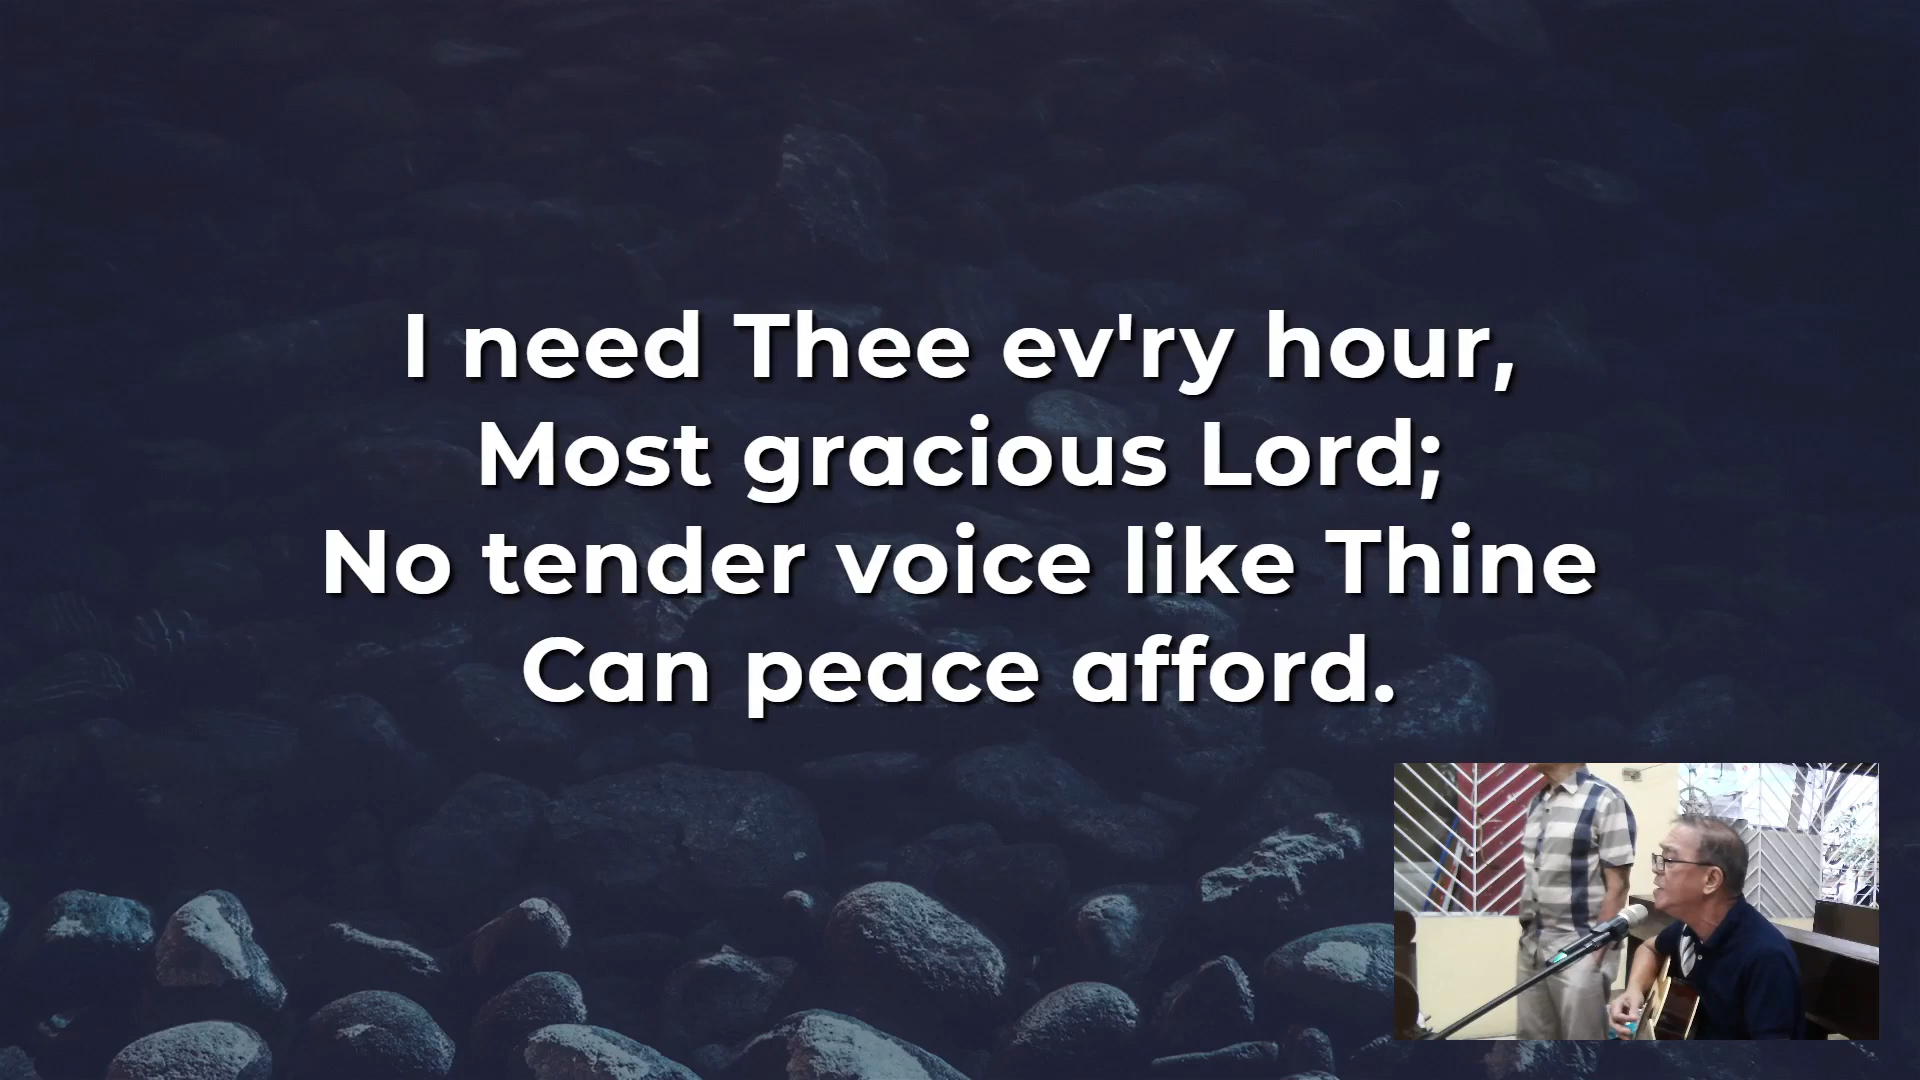 I need Thee ev'ry hour,
Most gracious Lord;
No tender voice like Thine
Can peace afford.